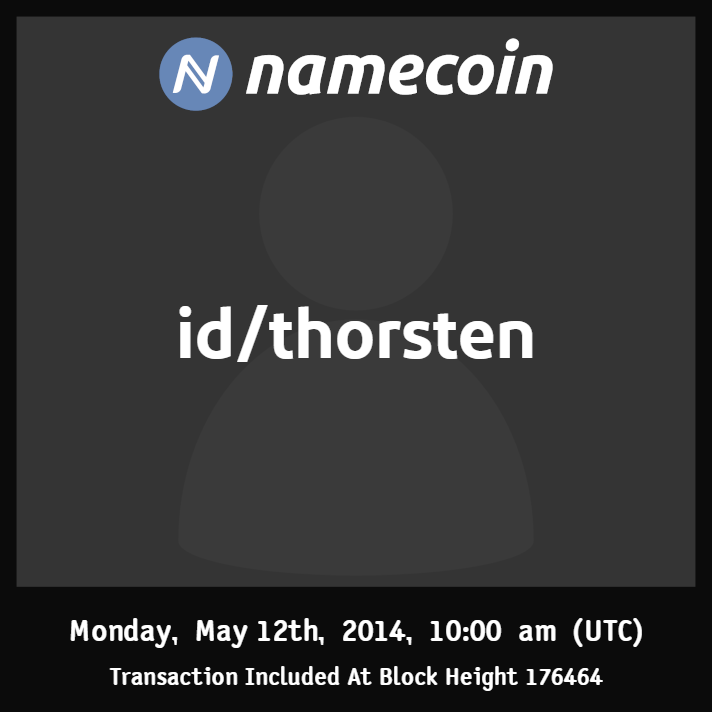 namecoin
id/thorsten
Monday, May 12th, 2014, 10:00 am (UTC)
Transaction Included At Block Height 176464